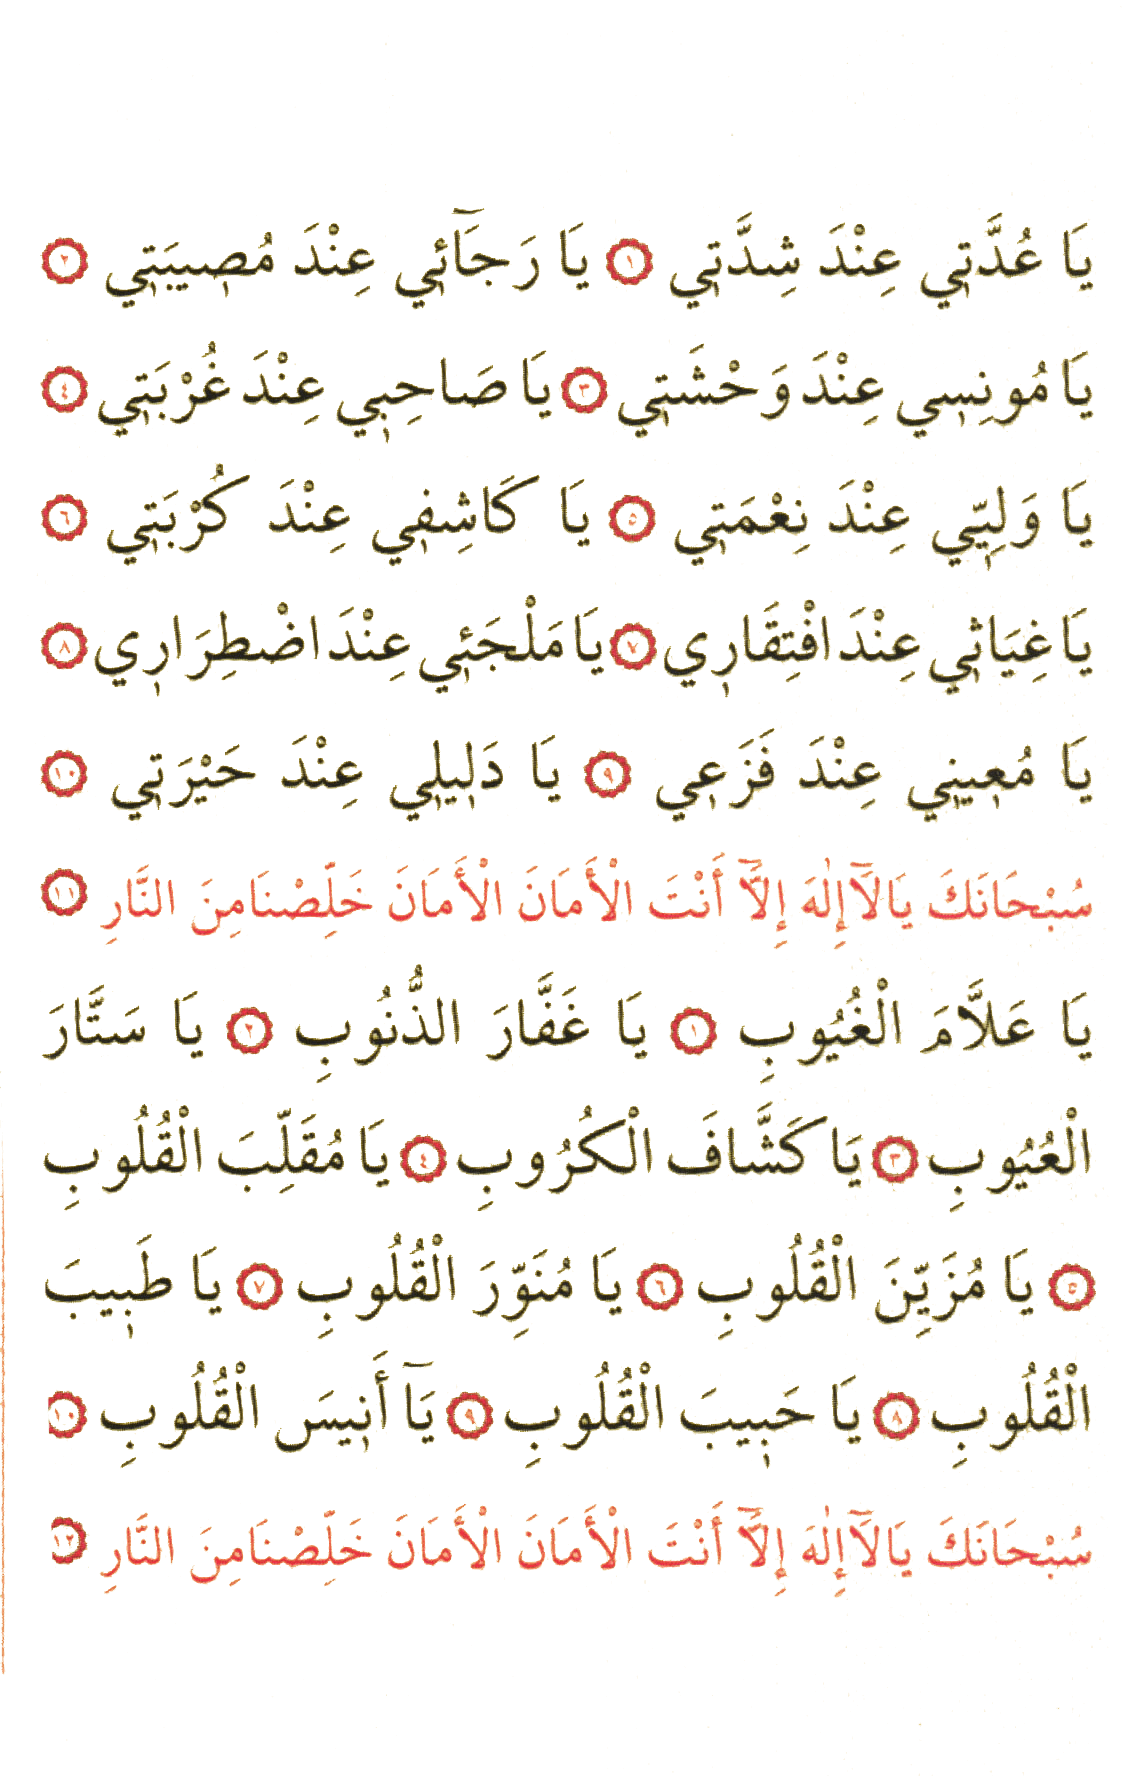 يَا عُدَّتِي عِنْدَ شِدَّتِي ١ يَا رَجَآئِي عِنْدَ مُصِيبَتِي ٢
يَا مُونِسِي عِنْدَ وَحْشَتِي ٣ يَا صَاحِبِي عِنْدَ غُرْبَتِي ٤
يَا وَلِيِّي عِنْدَ نِعْمَتِي ٥ يَا كَاشِفِي عِنْدَ كُرْبَتِي ٦
يَا غِيَاثِي عِنْدَ افْتِقَارِي ٧ يَا مَلْجَئِي عِنْدَ اضْطِرَارِي ٨
يَا مُعِينِي عِنْدَ فَزَعِي ٩ يَا دَلِيلِي عِنْدَ حَيْرَتِي ١٠
سُبْحَانَكَ يَا لَآ إِلٰهَ إِلَّآ أَنْتَ الْأَمَانَ الْأَمَانَ خَلِّصْنَا مِنَ النَّارِ ١١
يَا عَلَّامَ الْغُيُوبِ ١ يَا غَفَّارَ الذُّنُوبِ ٢ يَا سَتَّارَ
الْعُيُوبِ ٣ يَا كَشَّافَ الْكُرُوبِ ٤ يَا مُقَلِّبَ الْقُلُوبِ
٥ يَا مُزَيِّنَ الْقُلُوبِ ٦ يَا مُنَوِّرَ الْقُلُوبِ ٧ يَا طَبِيبَ
الْقُلُوبِ ٨ يَا حَبِيبَ الْقُلُوبِ ٩ يَآ أَنِيسَ الْقُلُوبِ ١٠
سُبْحَانَكَ يَا لَآ إِلٰهَ إِلَّآ أَنْتَ الْأَمَانَ الْأَمَانَ خَلِّصْنَا مِنَ النَّارِ ١٢